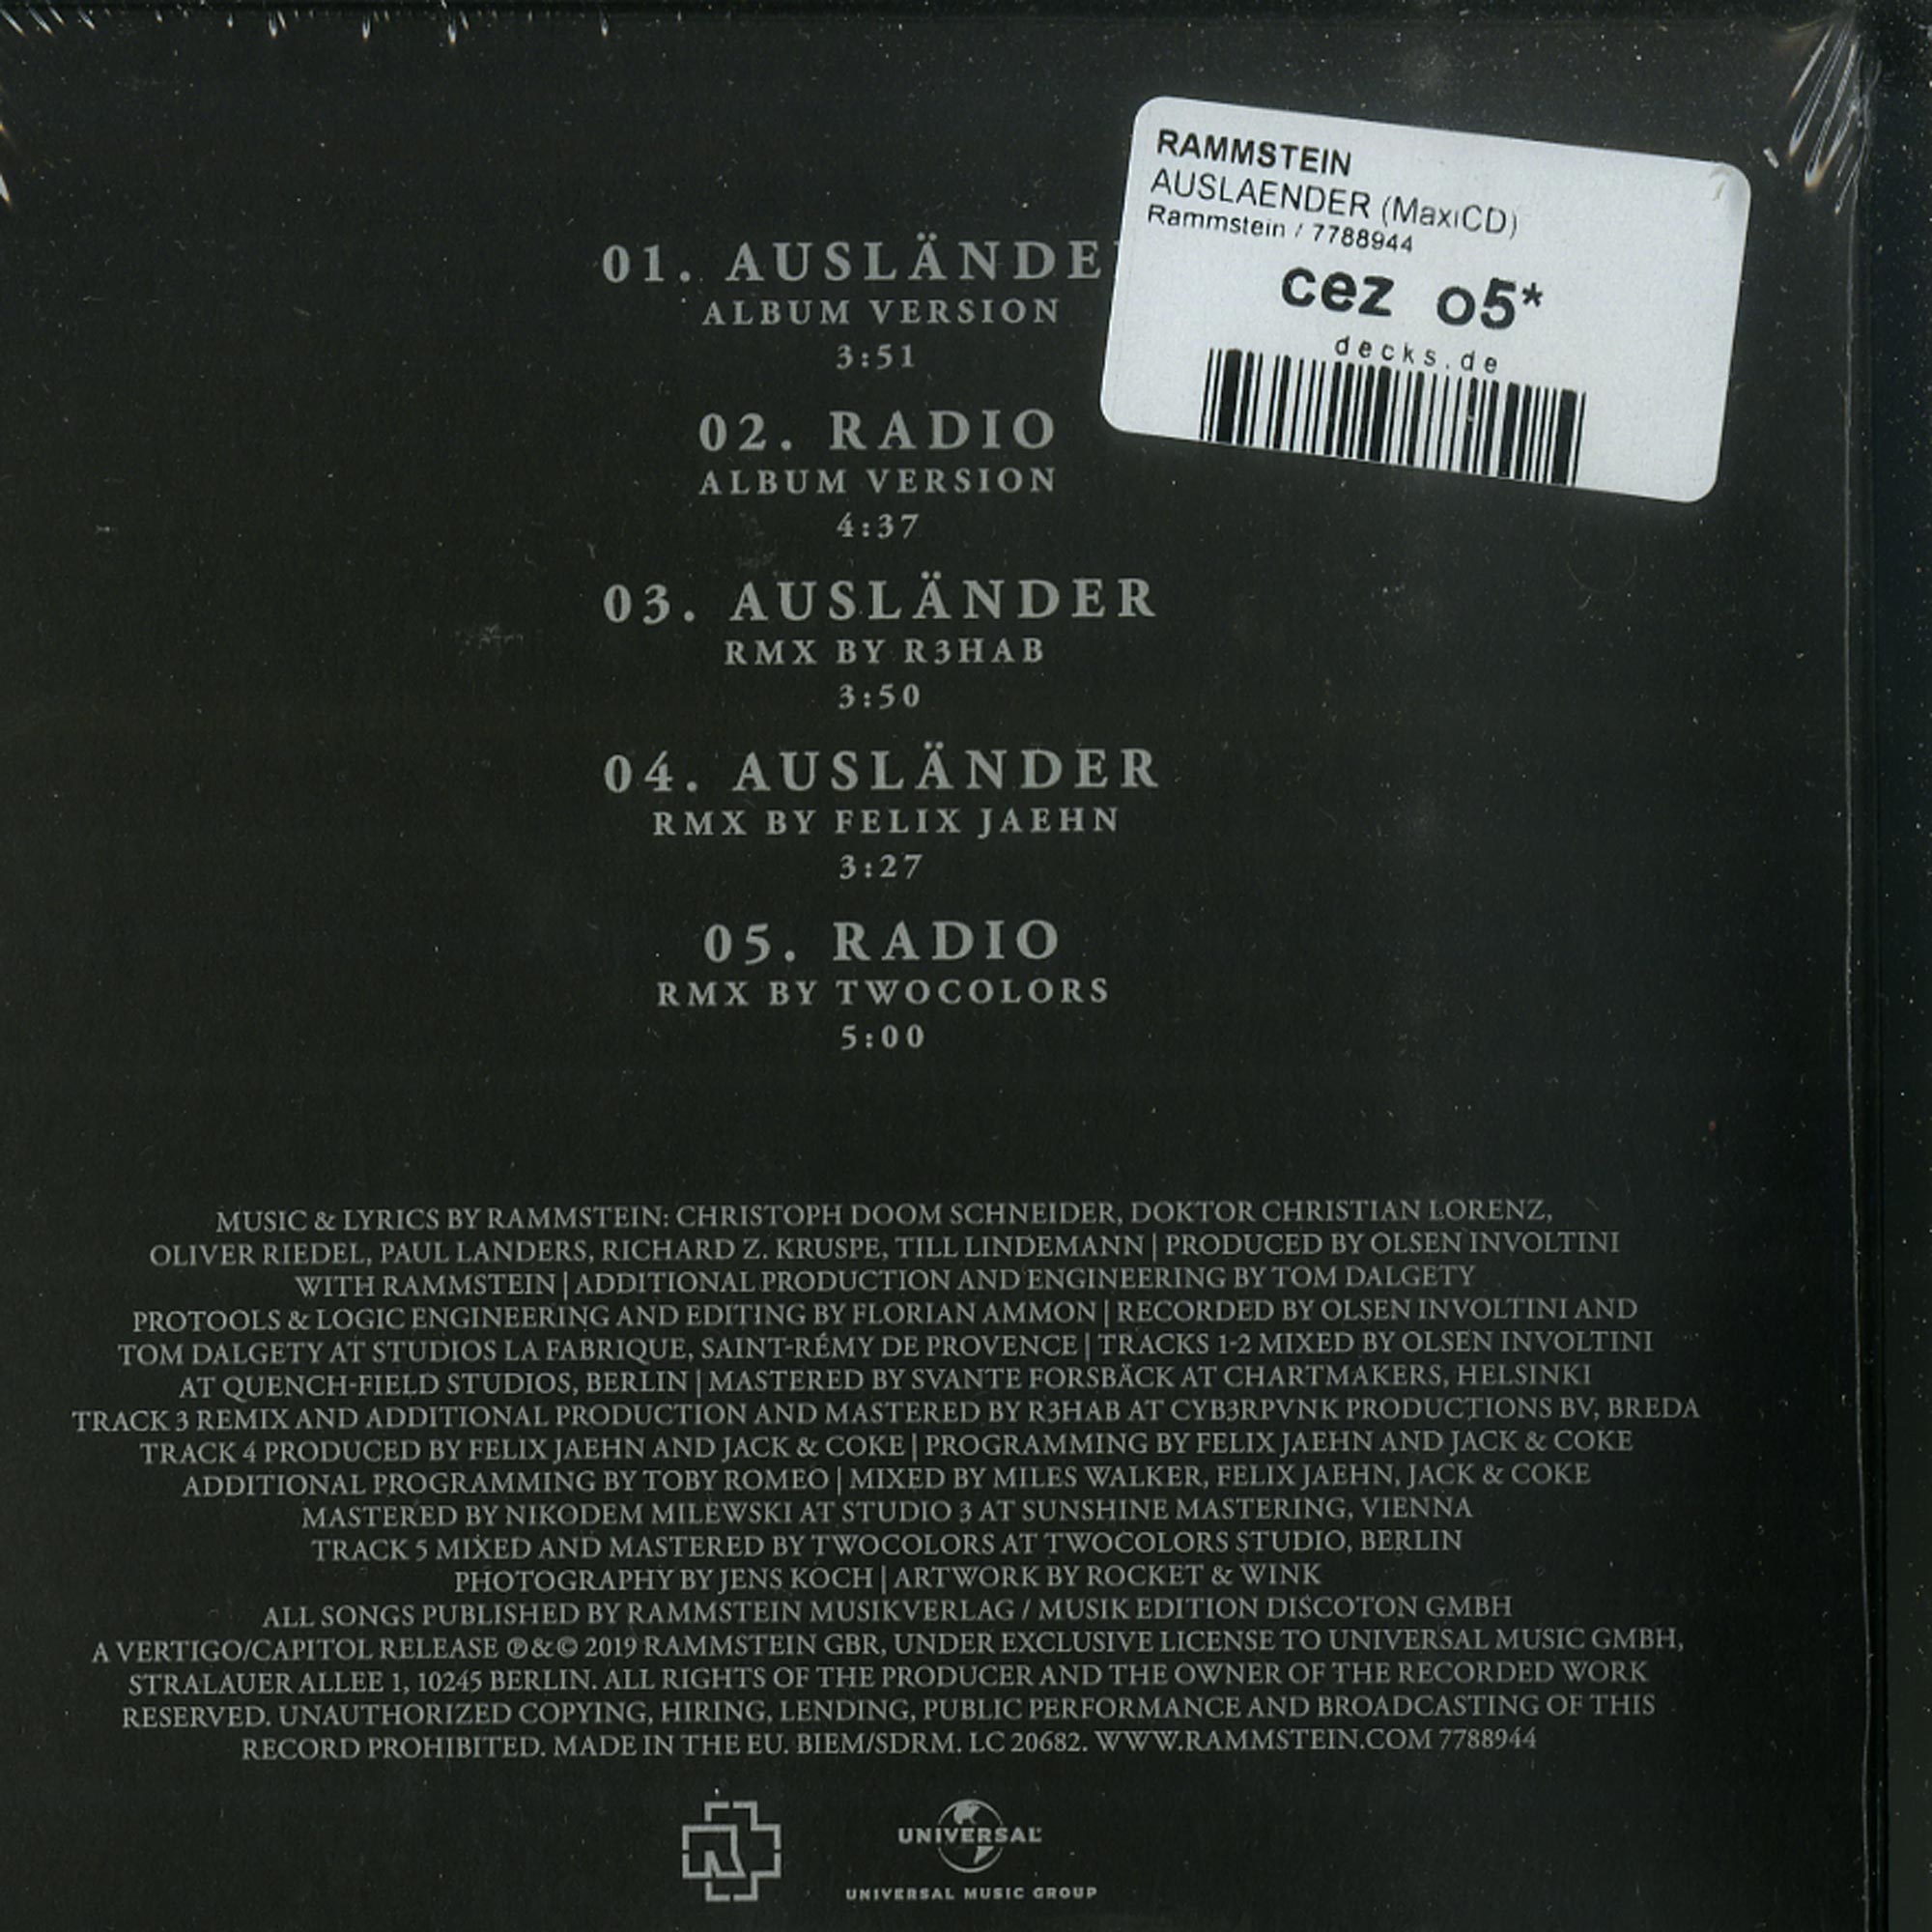 RAMMSTEIN
AUSLAENDER (MaxiCD)
Rammstein / 7788944
cez o5*
decks.de
01. AUSLÄNDE
ALBUM VERSION
3:51
02. RADIO
ALBUM VERSION
4:37
03. AUSLÄNDER
RMX BY R3HAB
3:50
04. AUSLÄNDER
RMX BY FELIX JAEHN
3:27
05. RADIO
RMX BY TWOCOLORS
5:00
MUSIC & LYRICS BY RAMMSTEIN: CHRISTOPH DOOM SCHNEIDER, DOKTOR CHRISTIAN LORENZ,
OLIVER RIEDEL, PAUL LANDERS, RICHARD Z. KRUSPE, TILL LINDEMANN | PRODUCED BY OLSEN INVOLTINI
WITH RAMMSTEIN | ADDITIONAL PRODUCTION AND ENGINEERING BY TOM DALGETY
PROTOOLS & LOGIC ENGINEERING AND EDITING BY FLORIAN AMMON | RECORDED BY OLSEN INVOLTINI AND
TOM DALGETY AT STUDIOS LA FABRIQUE, SAINT-RÉMY DE PROVENCE | TRACKS 1-2 MIXED BY OLSEN INVOLTINI
AT QUENCH-FIELD STUDIOS, BERLIN | MASTERED BY SVANTE FORSBÄCK AT CHARTMAKERS, HELSINKI
TRACK 3 REMIX AND ADDITIONAL PRODUCTION AND MASTERED BY R3HAB AT CYB3RPVNK PRODUCTIONS BV, BREDA
TRACK 4 PRODUCED BY FELIX JAEHN AND JACK & COKE | PROGRAMMING BY FELIX JAEHN AND JACK & COKE
ADDITIONAL PROGRAMMING BY TOBY ROMEO | MIXED BY MILES WALKER, FELIX JAEHN, JACK & COKE
MASTERED BY NIKODEM MILEWSKI AT STUDIO 3 AT SUNSHINE MASTERING, VIENNA
TRACK 5 MIXED AND MASTERED BY TWOCOLORS AT TWOCOLORS STUDIO, BERLIN
PHOTOGRAPHY BY JENS KOCH | ARTWORK BY ROCKET & WINK
ALL SONGS PUBLISHED BY RAMMSTEIN MUSIKVERLAG / MUSIK EDITION DISCOTON GMBH
A VERTIGO/CAPITOL RELEASE ℗&© 2019 RAMMSTEIN GBR, UNDER EXCLUSIVE LICENSE TO UNIVERSAL MUSIC GMBH,
STRALAUER ALLEE 1, 10245 BERLIN. ALL RIGHTS OF THE PRODUCER AND THE OWNER OF THE RECORDED WORK
RESERVED. UNAUTHORIZED COPYING, HIRING, LENDING, PUBLIC PERFORMANCE AND BROADCASTING OF THIS
RECORD PROHIBITED. MADE IN THE EU. BIEM/SDRM. LC 20682. WWW.RAMMSTEIN.COM 7788944
UNIVERSAL
UNIVERSAL MUSIC GROUP